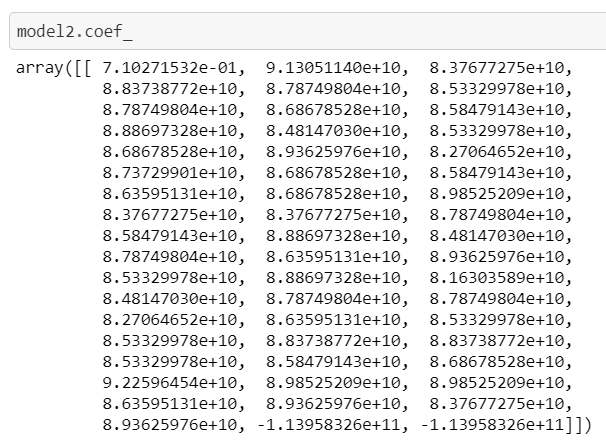 model2.coef_
array([[ 7.10271532e-01, 9.13051140e+10, 8.37677275e+10,
8.83738772e+10, 8.78749804e+10, 8.53329978e+10,
8.78749804e+10, 8.68678528e+10, 8.58479143e+10,
8.88697328e+10, 8.48147030e+10, 8.53329978e+10,
8.68678528e+10, 8.93625976e+10, 8.27064652e+10,
8.73729901e+10, 8.68678528e+10, 8.58479143e+10,
8.63595131e+10, 8.68678528e+10, 8.98525209e+10,
8.37677275e+10, 8.37677275e+10, 8.78749804e+10,
8.58479143e+10, 8.88697328e+10, 8.48147030e+10,
8.78749804e+10, 8.63595131e+10, 8.93625976e+10,
8.53329978e+10, 8.88697328e+10, 8.16303589e+10,
8.48147030e+10, 8.78749804e+10, 8.78749804e+10,
8.27064652e+10, 8.63595131e+10, 8.53329978e+10,
8.53329978e+10, 8.83738772e+10, 8.83738772e+10,
8.53329978e+10, 8.58479143e+10, 8.68678528e+10,
9.22596454e+10, 8.98525209e+10, 8.98525209e+10,
8.63595131e+10, 8.93625976e+10, 8.37677275e+10,
8.93625976e+10, -1.13958326e+11, -1.13958326e+11]])